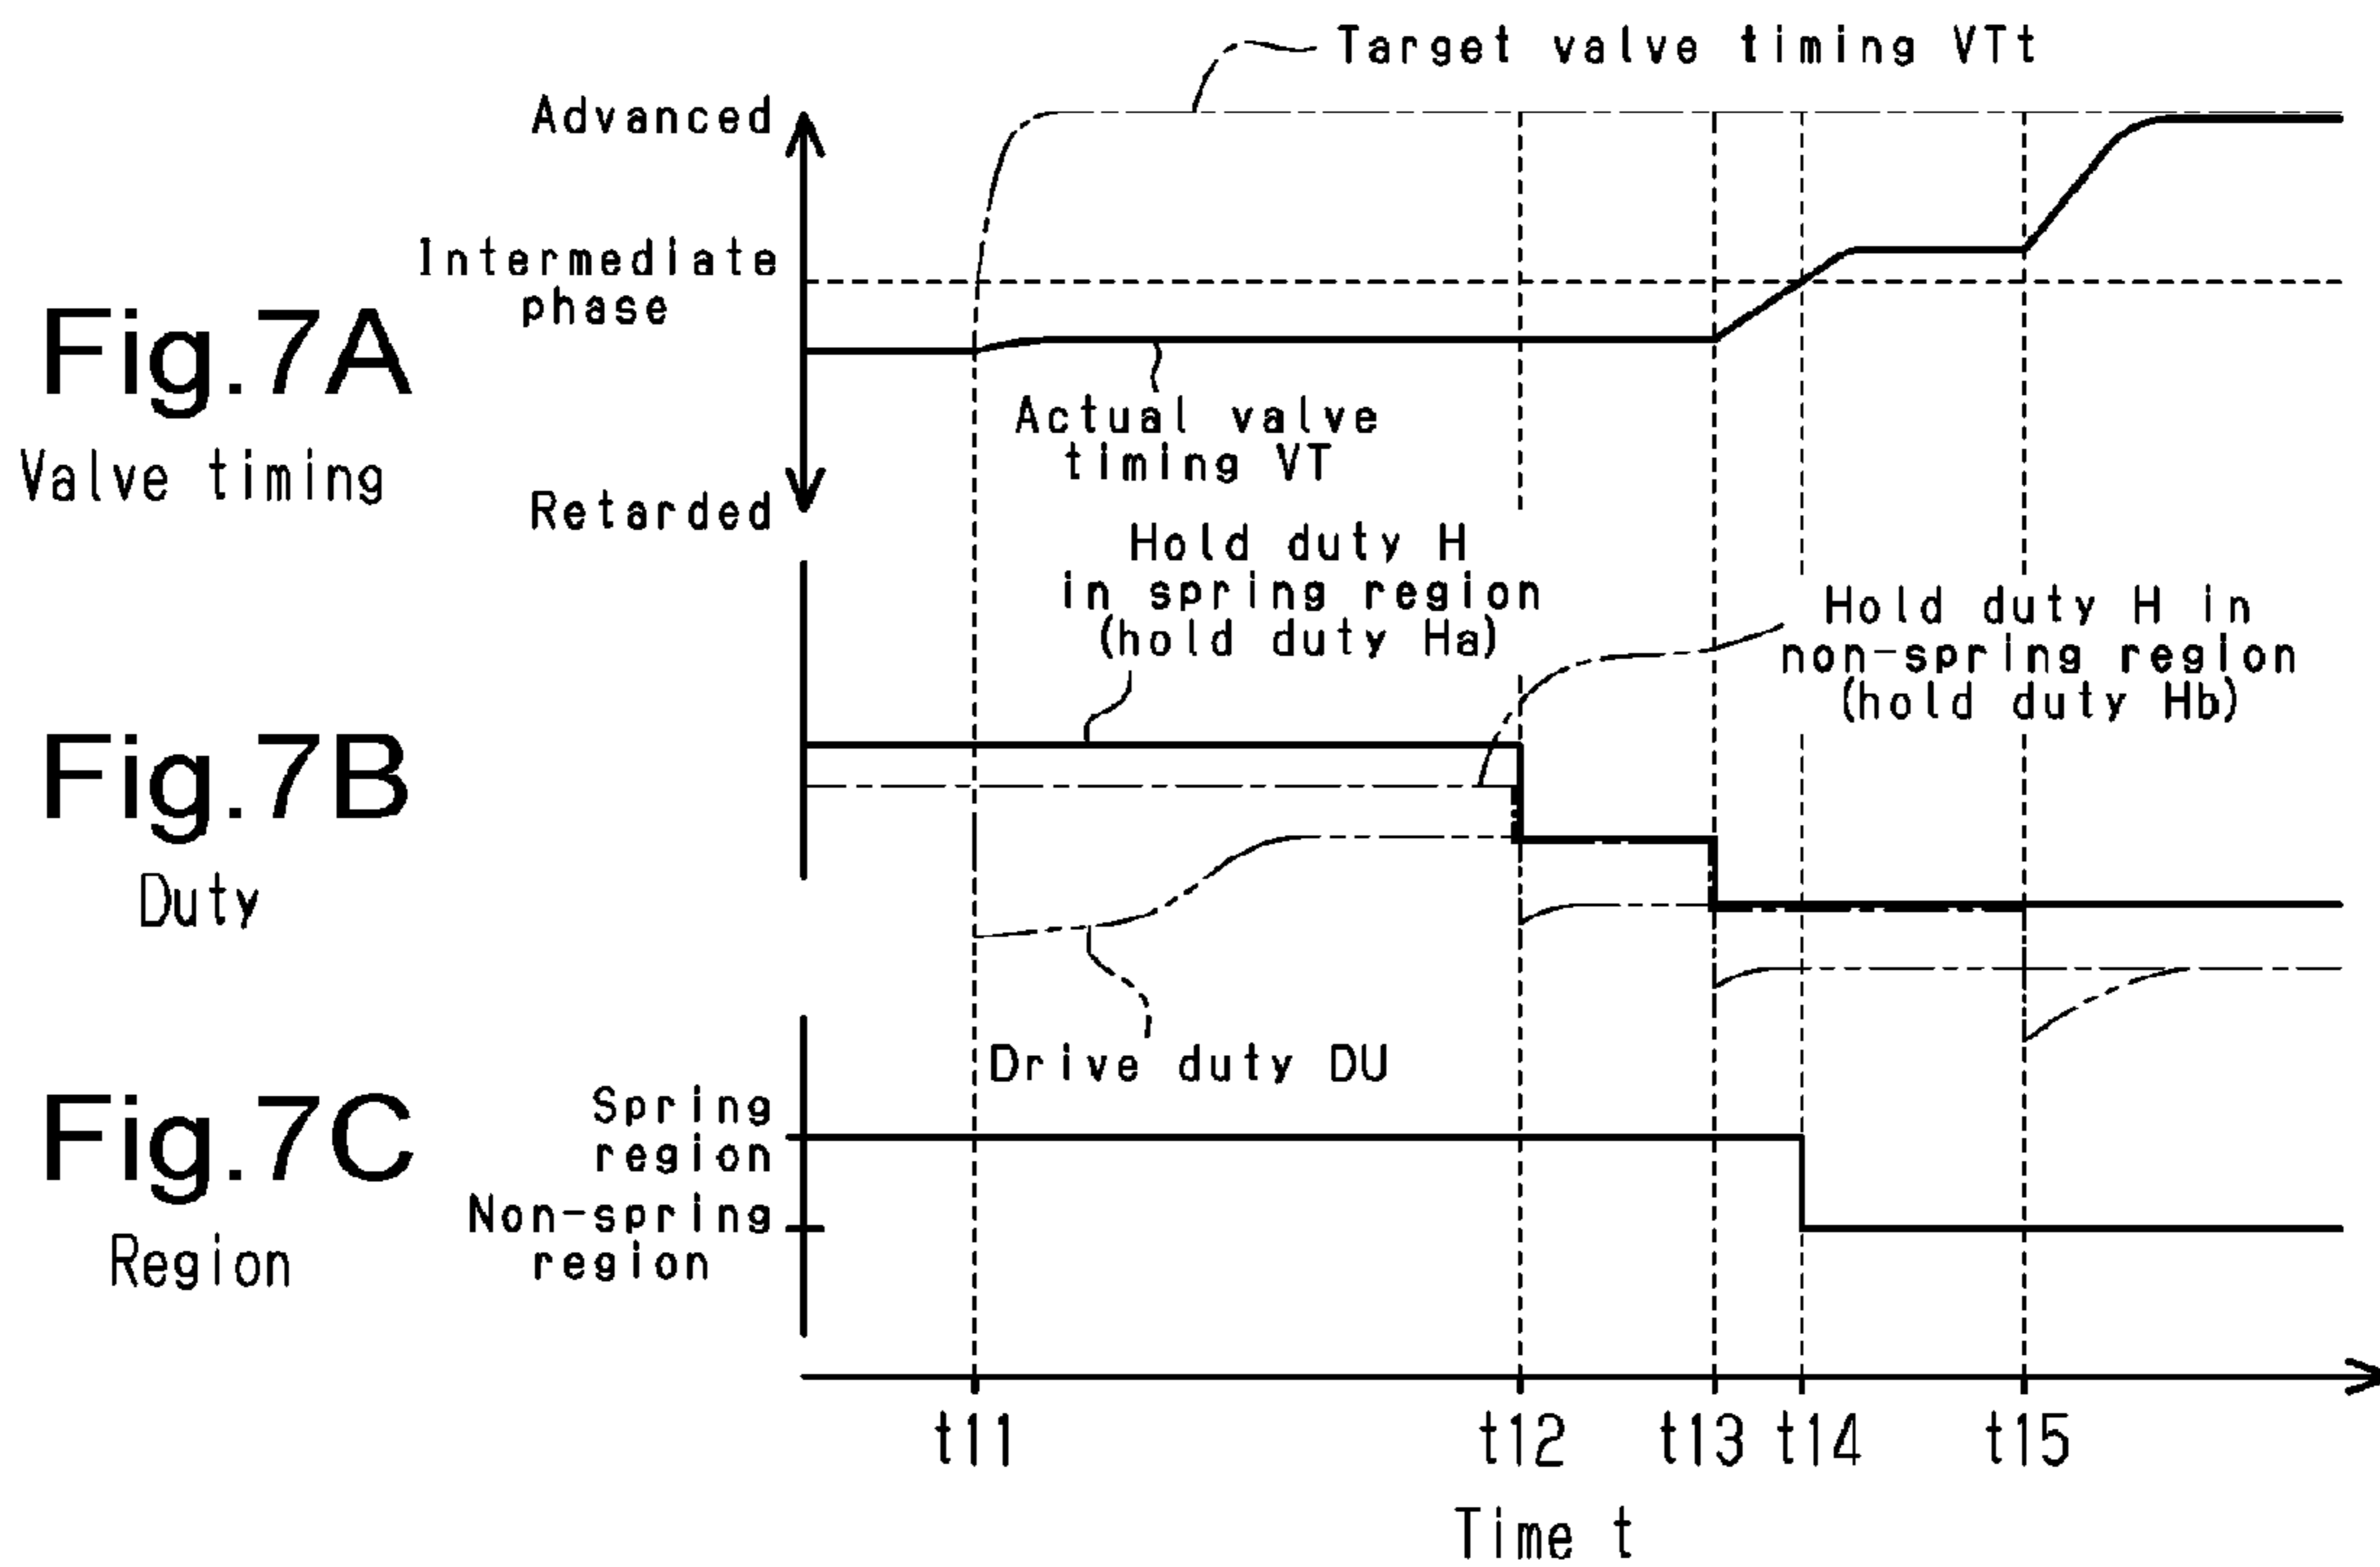 Target valve timing VTt
Advanced
Intermediate
phase
Fig.7A
Valve timing
Actual valve
timing VT
Retarded
Hold duty H
in spring region
(hold duty Ha)
Hold duty H in
non-spring region
(hold duty Hb)
Fig.7B
Duty
Drive duty DU
Fig.7C
Region
Spring
region
Non-spring
region
t11
t12
t13
t14
t15
Time t